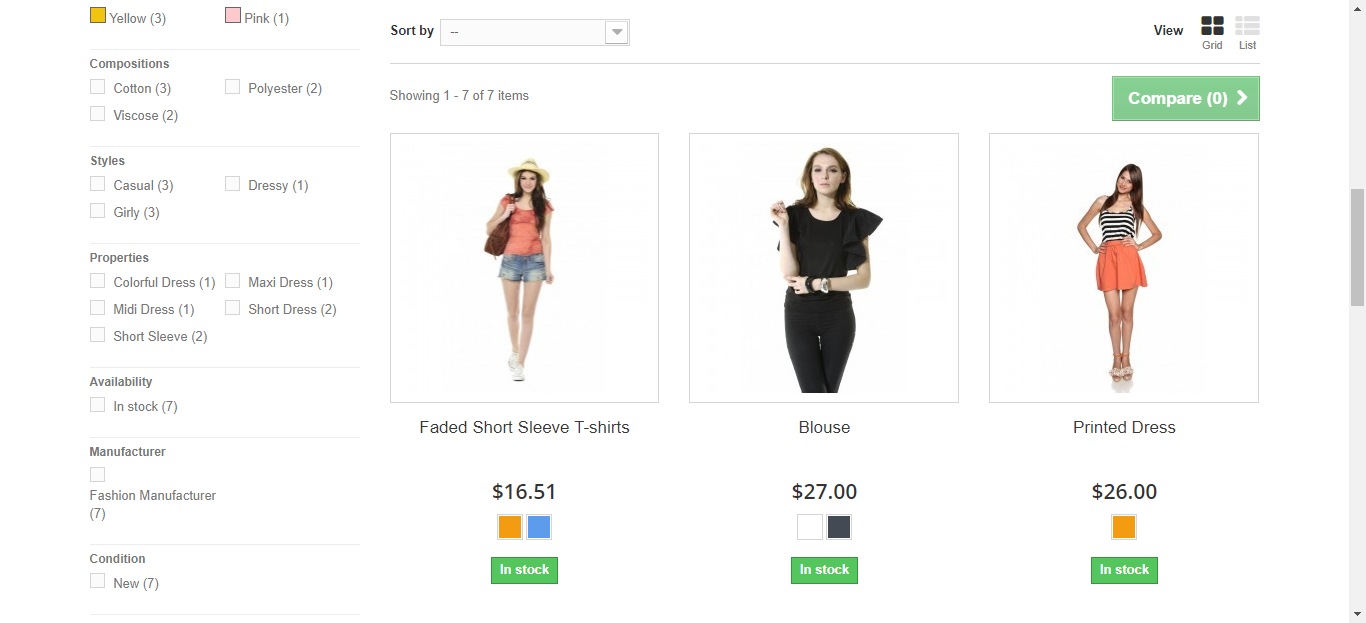 Yellow (3) Pink (1)
Compositions
Cotton (3) Polyester (2)
Viscose (2)
Styles
Casual (3) Dressy (1)
Girly (3)
Properties
Colorful Dress (1) Maxi Dress (1)
Midi Dress (1) Short Dress (2)
Short Sleeve (2)
Availability
In stock (7)
Manufacturer
Fashion Manufacturer
(7)
Condition
New (7)
Sort by -- View
Grid List
Showing 1 - 7 of 7 items
Compare (0)
Faded Short Sleeve T-shirts Blouse Printed Dress
$16.51 $27.00 $26.00
In stock In stock In stock